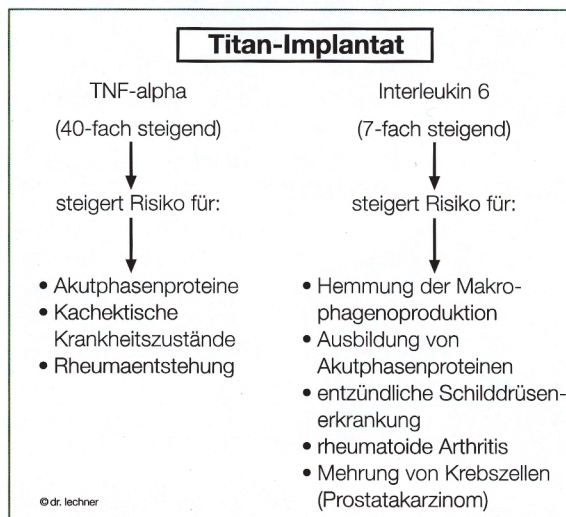 Titan-Implantat
TNF-alpha
(40-fach steigend)
steigert Risiko für:
• Akutphasenproteine
• Kachektische
Krankheitszustände
• Rheumaentstehung
Interleukin 6
(7-fach steigend)
steigert Risiko für:
• Hemmung der Makro-
phagenoproduktion
• Ausbildung von
Akutphasenproteinen
• entzündliche Schilddrüsen-
erkrankung
• rheumatoide Arthritis
• Mehrung von Krebszellen
(Prostatakarzinom)
© dr. lechner